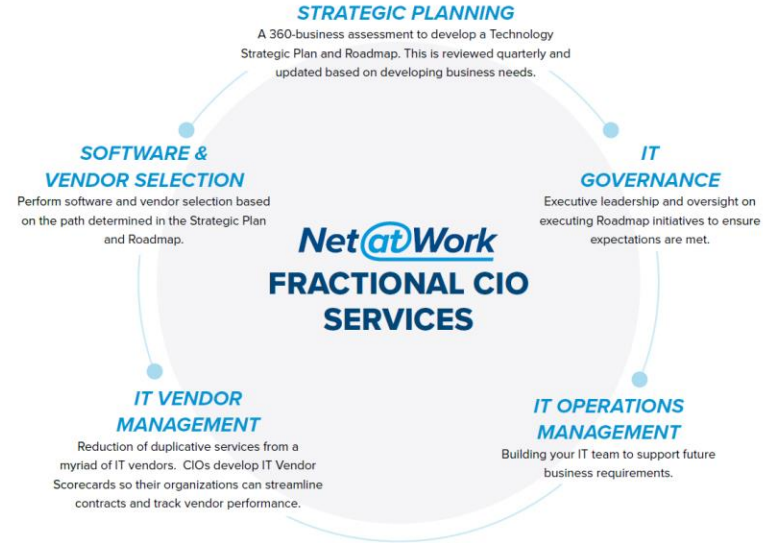 STRATEGIC PLANNING
A 360-business assessment to develop a Technology
Strategic Plan and Roadmap. This is reviewed quarterly and
updated based on developing business needs.
SOFTWARE &
VENDOR SELECTION
Perform software and vendor selection based
on the path determined in the Strategic Plan
and Roadmap.
IT
GOVERNANCE
Executive leadership and oversight on
executing Roadmap initiatives to ensure
expectations are met.
Net at Work
FRACTIONAL CIO
SERVICES
IT VENDOR
MANAGEMENT
Reduction of duplicative services from a
myriad of IT vendors. CIOs develop IT Vendor
Scorecards so their organizations can streamline
contracts and track vendor performance.
IT OPERATIONS
MANAGEMENT
Building your IT team to support future
business requirements.